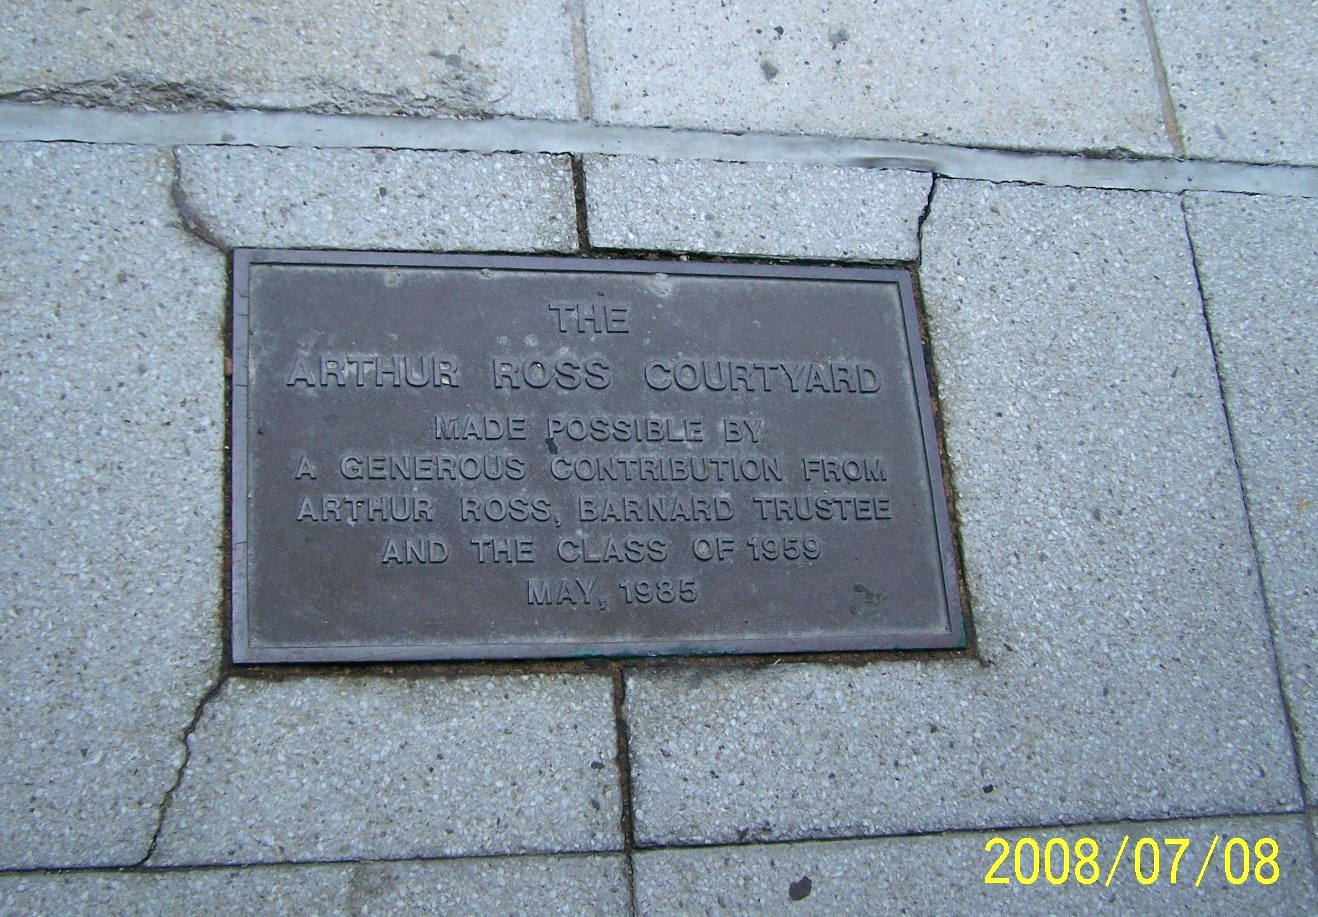 THE
ARTHUR ROSS COURTYARD
MADE POSSIBLE BY
A GENEROUS CONTRIBUTION FROM
ARTHUR ROSS, BARNARD TRUSTEE
AND THE CLASS OF 1959
MAY, 1985
2008/07/08